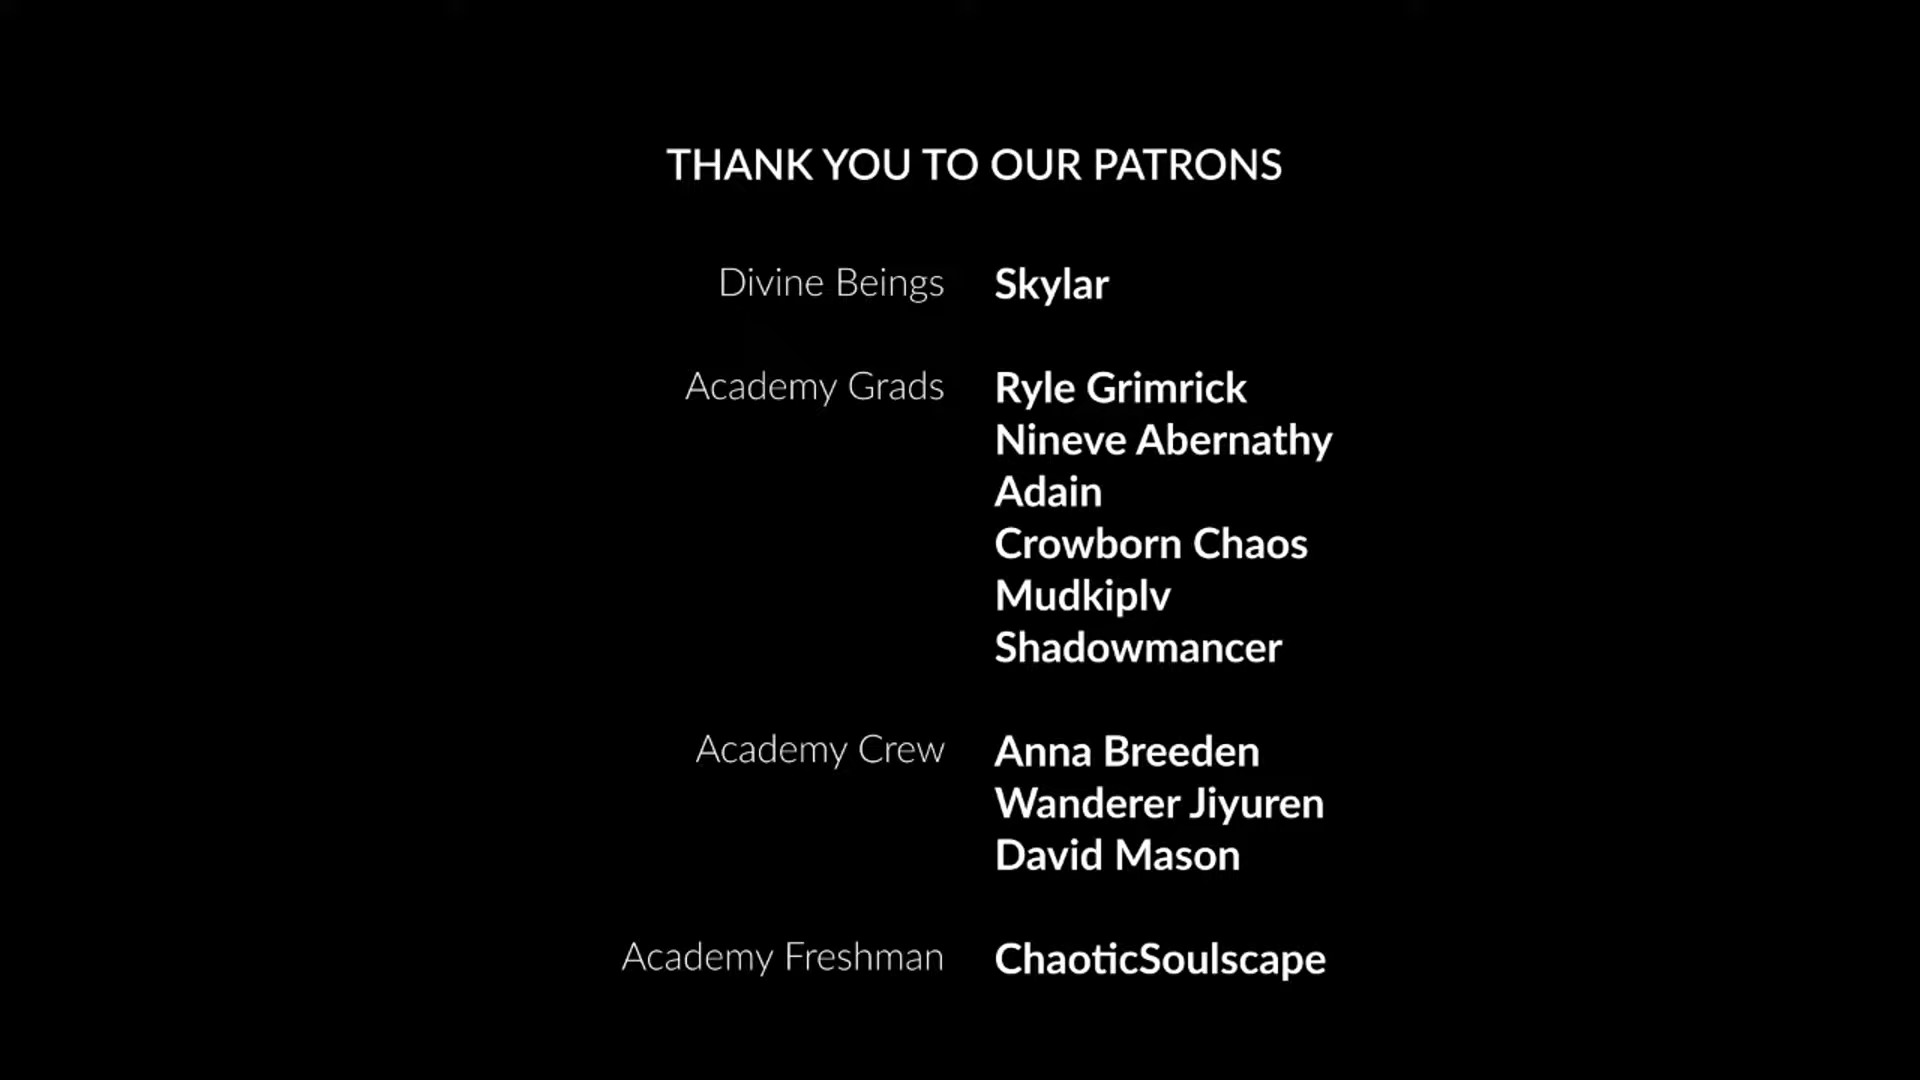 THANK YOU TO OUR PATRONS
Divine Beings Skylar
Academy Grads Ryle Grimrick
Nineve Abernathy
Adain
Crowborn Chaos
Mudkiplv
Shadowmancer
Academy Crew Anna Breeden
Wanderer Jiyuren
David Mason
Academy Freshman ChaoticSoulscape